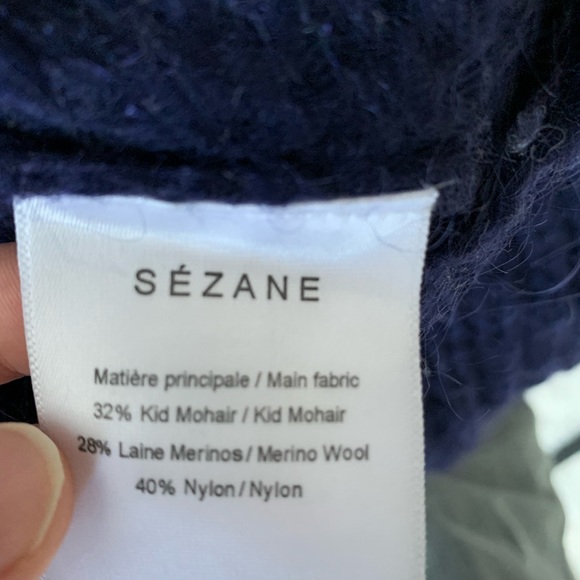 SÉZANE
Matière principale / Main fabric
32% Kid Mohair / Kid Mohair
28% Laine Merinos / Merino Wool
40% Nylon / Nylon